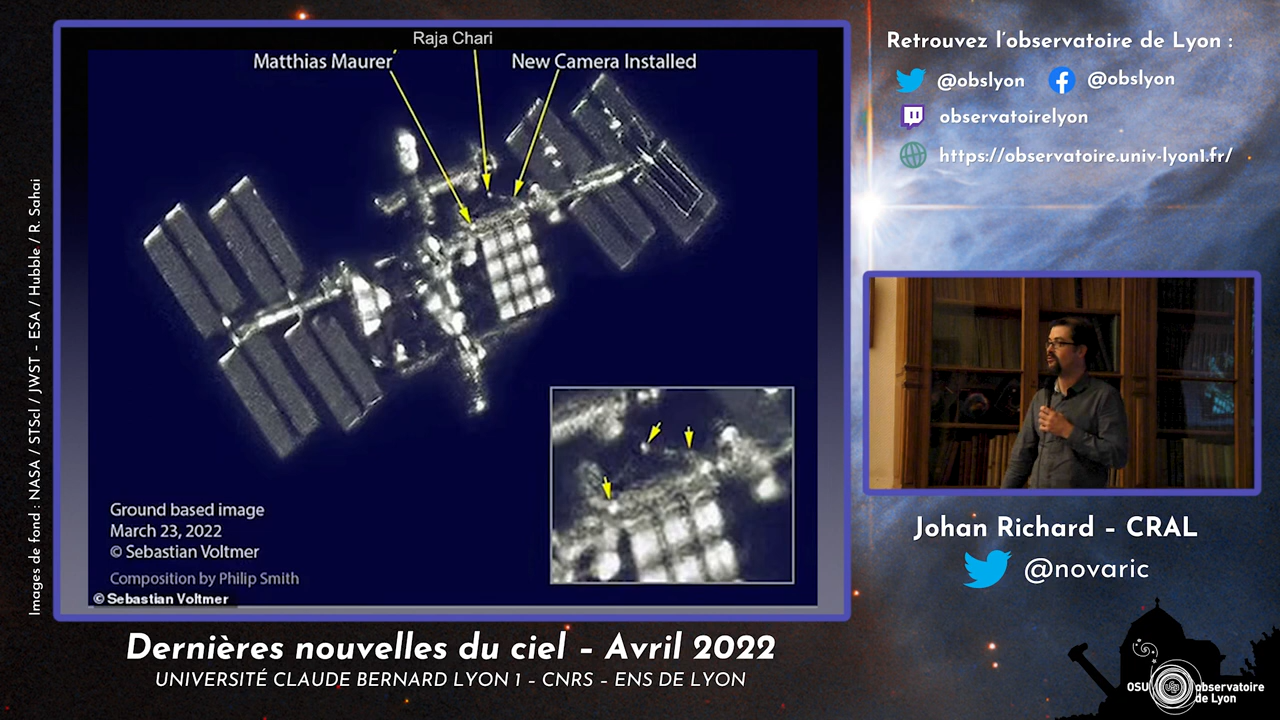 Raja Chari
Matthias Maurer
New Camera Installed
Ground based image
March 23, 2022
© Sebastian Voltmer
Composition by Philip Smith
© Sebastian Voltmer
Images de fond : NASA / STScI / JWST - ESA / Hubble / R. Sahai
Dernières nouvelles du ciel – Avril 2022
UNIVERSITÉ CLAUDE BERNARD LYON 1 – CNRS – ENS DE LYON
Retrouvez l'observatoire de Lyon :
@obslyon @obslyon
observatoirelyon
https://observatoire.univ-lyon1.fr/
Johan Richard – CRAL
@novaric
OSU observatoire
de Lyon